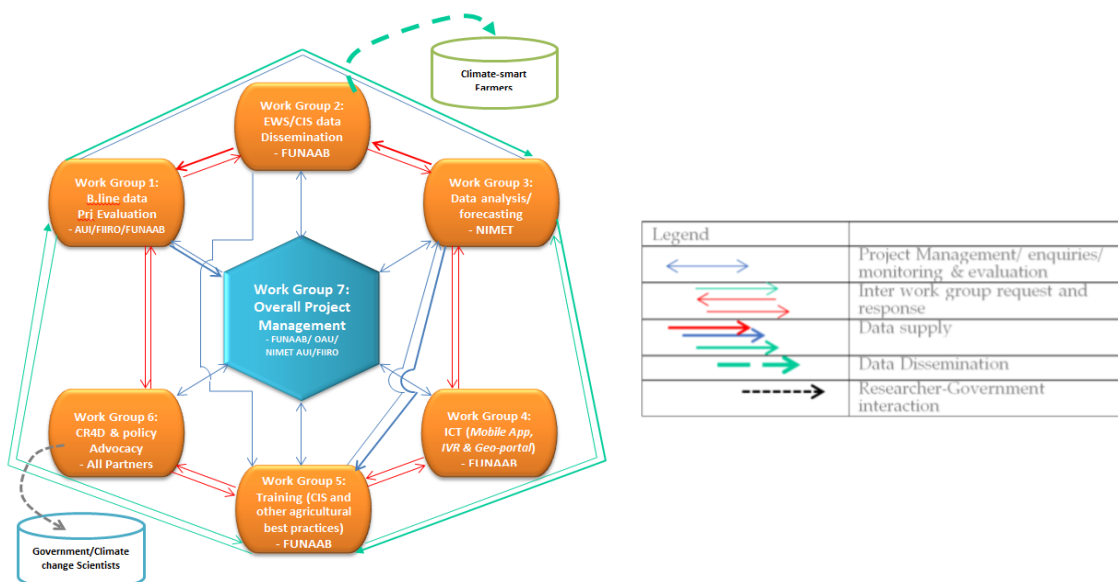 Climate-smart
Farmers
Work Group 2:
EWS/CIS data
Dissemination
- FUNAAB
Work Group 1:
B.line data
Prj Evaluation
- AUI/FIIRO/FUNAAB
Work Group 3:
Data analysis/
forecasting
- NIMET
Work Group 7:
Overall Project
Management
- FUNAAB/ OAU/
NIMET AUI/FIIRO
Work Group 6:
CR4D & policy
Advocacy
- All Partners
Work Group 4:
ICT (Mobile App,
IVR & Geo-portal)
- FUNAAB
Work Group 5:
Training (CIS and
other agricultural
best practices)
- FUNAAB
Government/Climate
change Scientists
Legend
Project Management/ enquiries/
monitoring & evaluation
Inter work group request and
response
Data supply
Data Dissemination
Researcher-Government
interaction